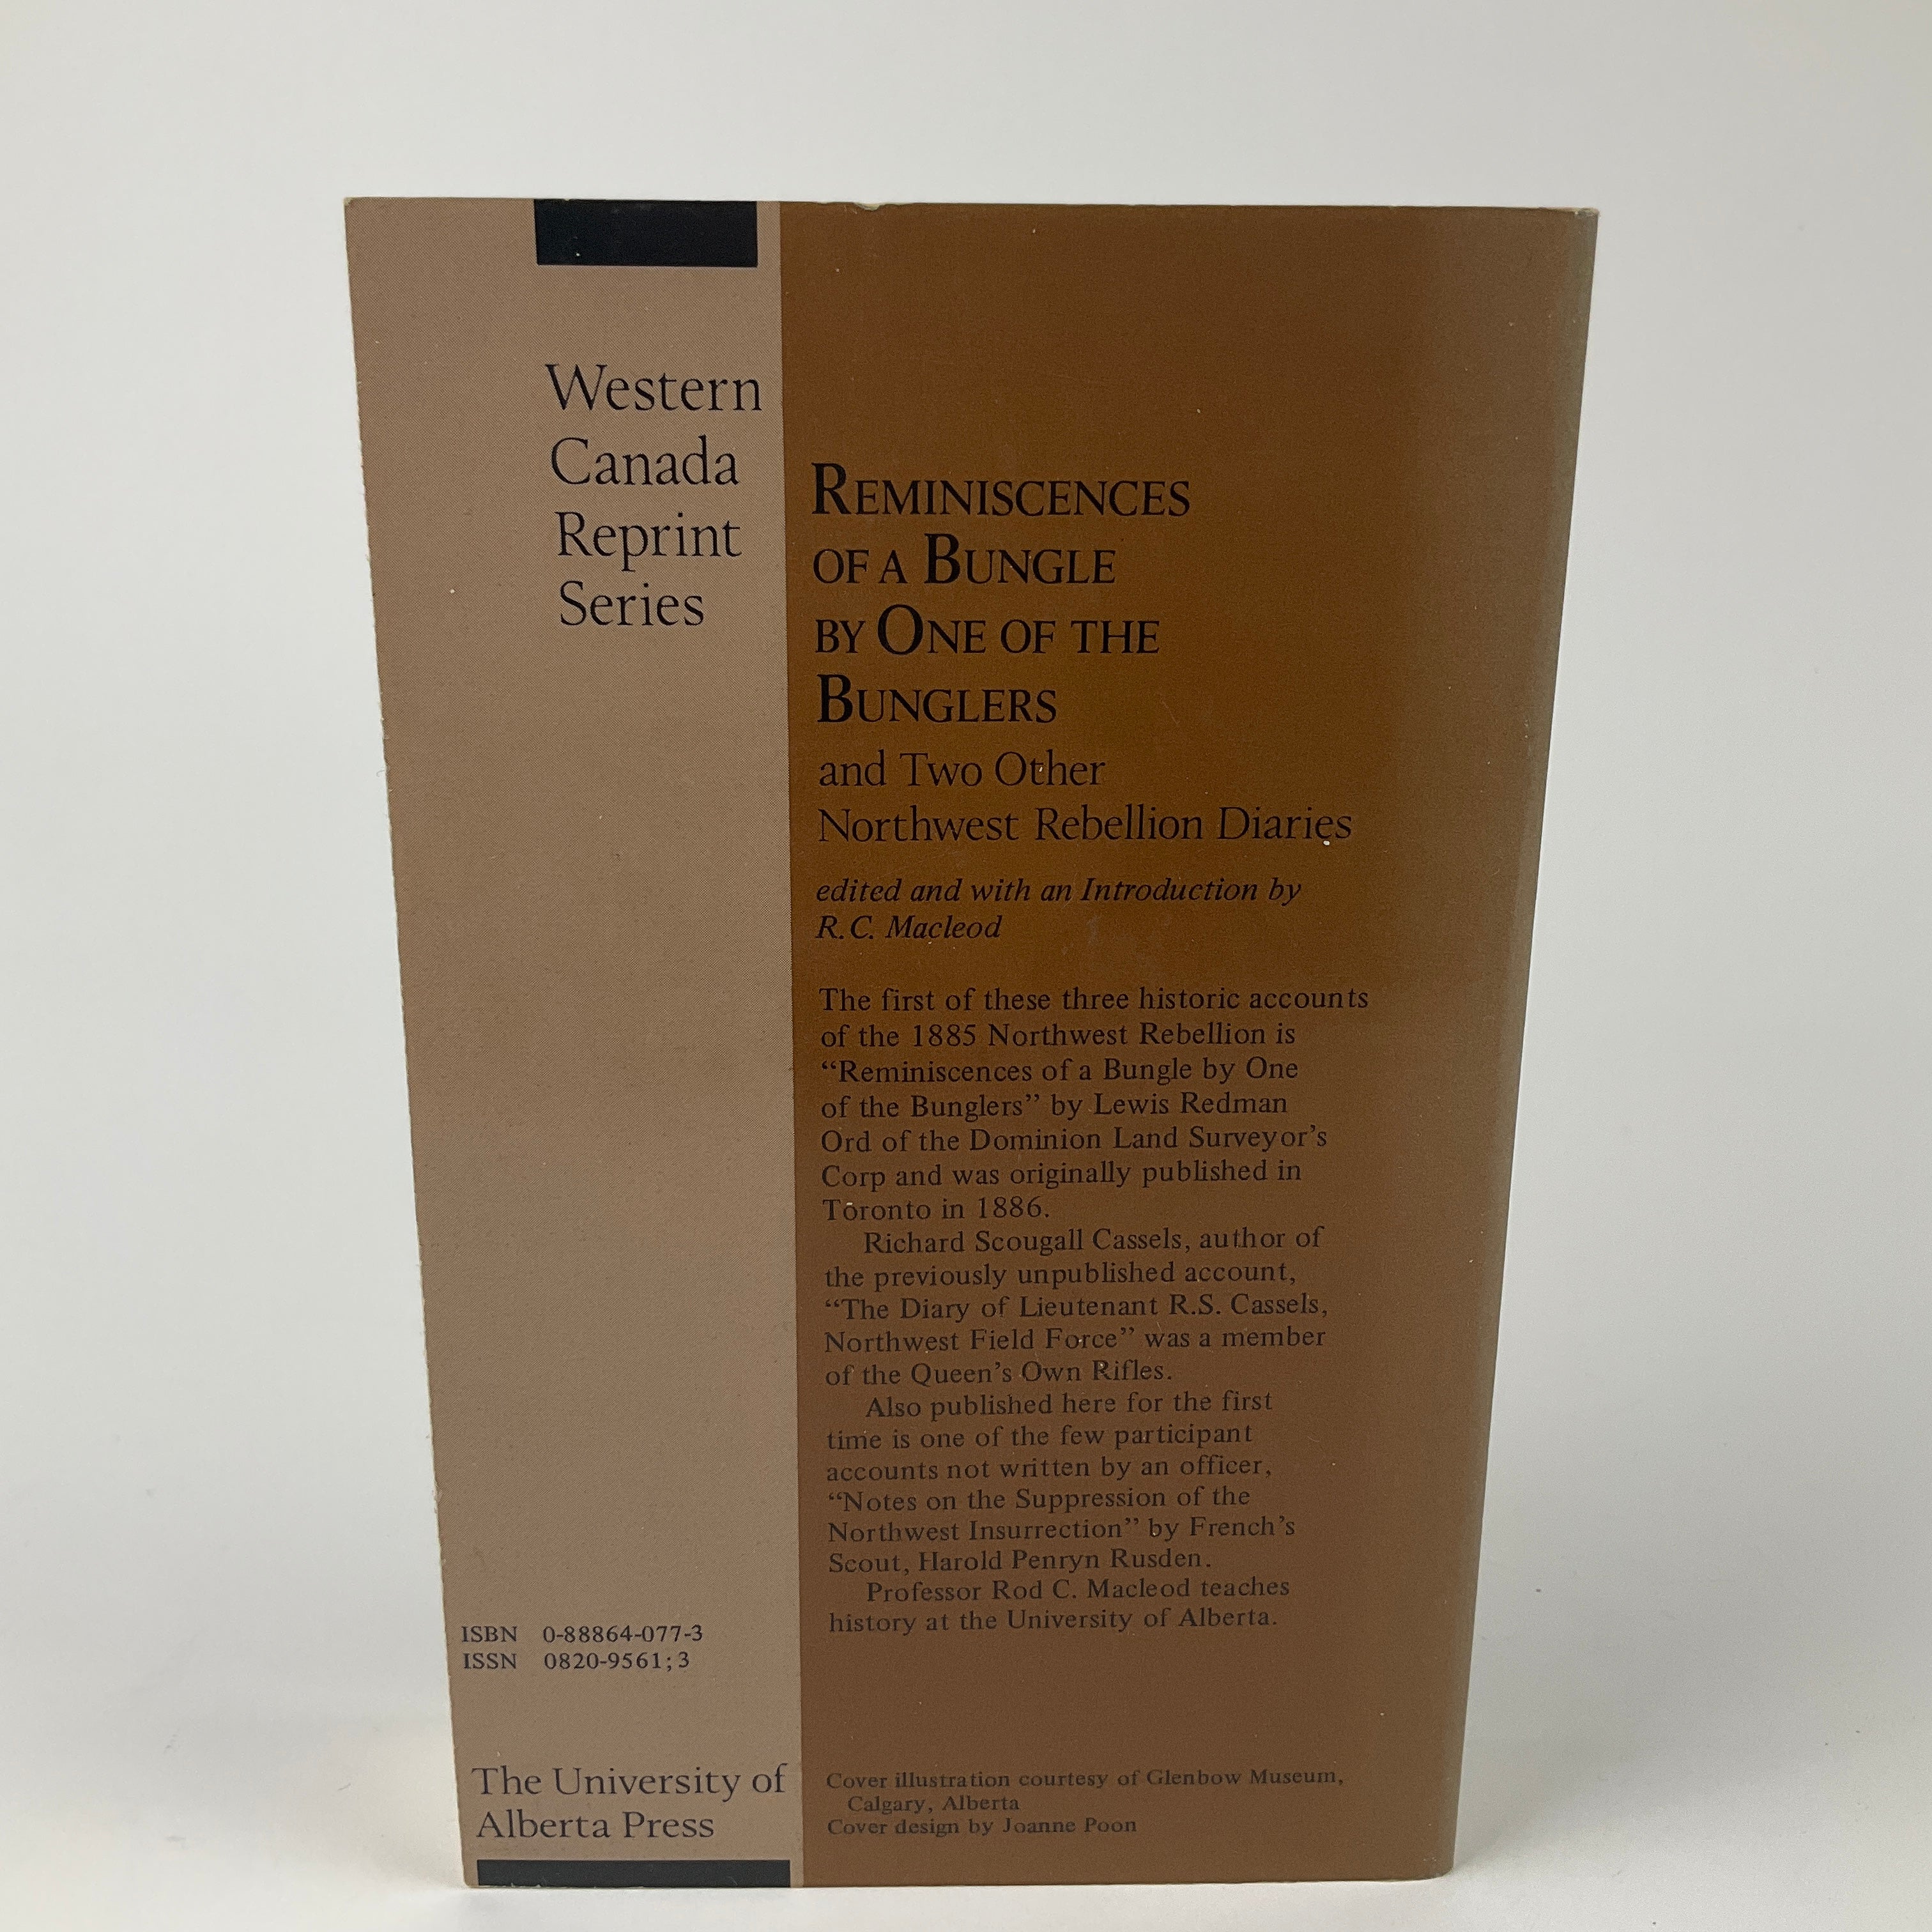 Western
Canada
Reprint
Series
REMINISCENCES
OF A BUNGLE
BY ONE OF THE
BUNGLERS
and Two Other
Northwest Rebellion Diaries
edited and with an Introduction by
R.C. Macleod
The first of these three historic accounts
of the 1885 Northwest Rebellion is
“Reminiscences of a Bungle by One
of the Bunglers” by Lewis Redman
Ord of the Dominion Land Surveyor’s
Corp and was originally published in
Toronto in 1886.
Richard Scougall Cassels, author of
the previously unpublished account,
“The Diary of Lieutenant R.S. Cassels,
Northwest Field Force” was a member
of the Queen’s Own Rifles.
Also published here for the first
time is one of the few participant
accounts not written by an officer,
“Notes on the Suppression of the
Northwest Insurrection” by French’s
Scout, Harold Penryn Rusden.
Professor Rod C. Macleod teaches
history at the University of Alberta.
ISBN 0-88864-077-3
ISSN 0820-9561; 3
The University of
Alberta Press
Cover illustration courtesy of Glenbow Museum,
Calgary, Alberta
Cover design by Joanne Poon